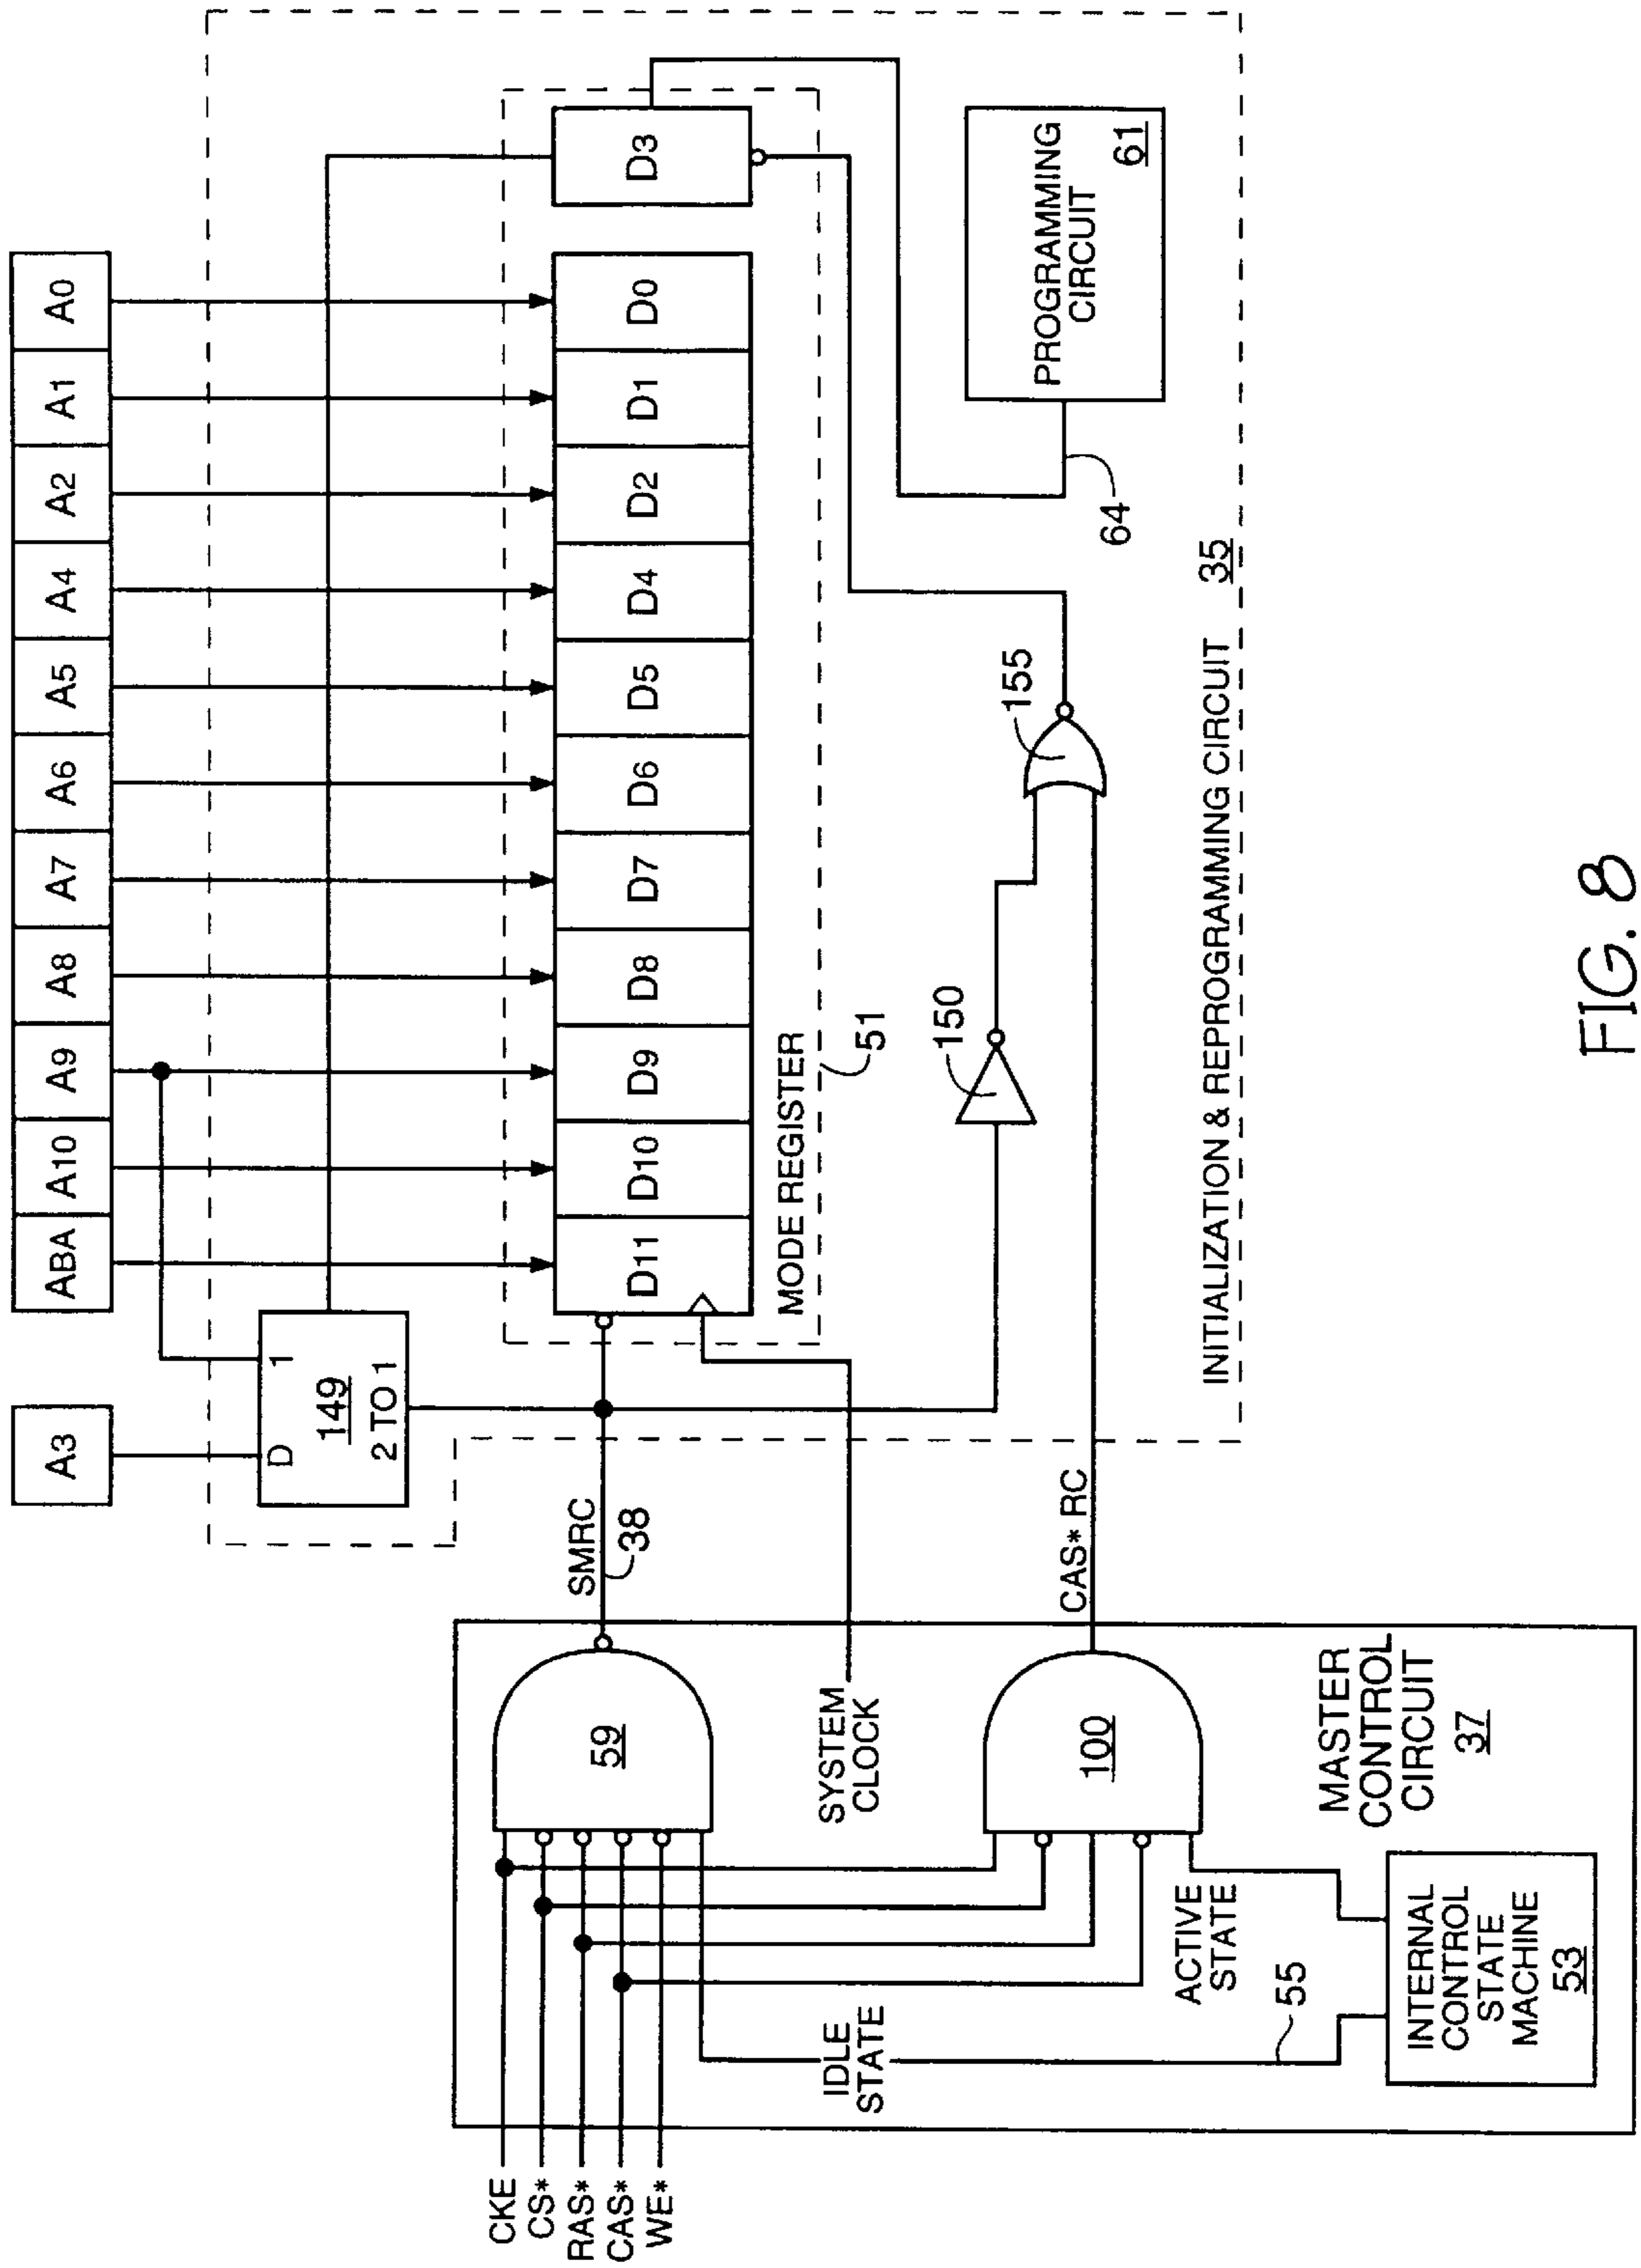 A3
ABA A10 A9 A8 A7 A6 A5 A4 A2 A1 A0
D 1
149
2 TO 1
D11 D10 D9 D8 D7 D6 D5 D4 D2 D1 D0
D3
MODE REGISTER
51
SMRC
38
CKE
CS*
RAS*
CAS*
WE*
59
SYSTEM
CLOCK
150
155
64
PROGRAMMING
CIRCUIT
61
CAS* RC
100
IDLE
STATE
ACTIVE
STATE
55
INTERNAL
CONTROL
STATE
MACHINE
53
MASTER
CONTROL
CIRCUIT
37
INITIALIZATION & REPROGRAMMING CIRCUIT 35
FIG. 8